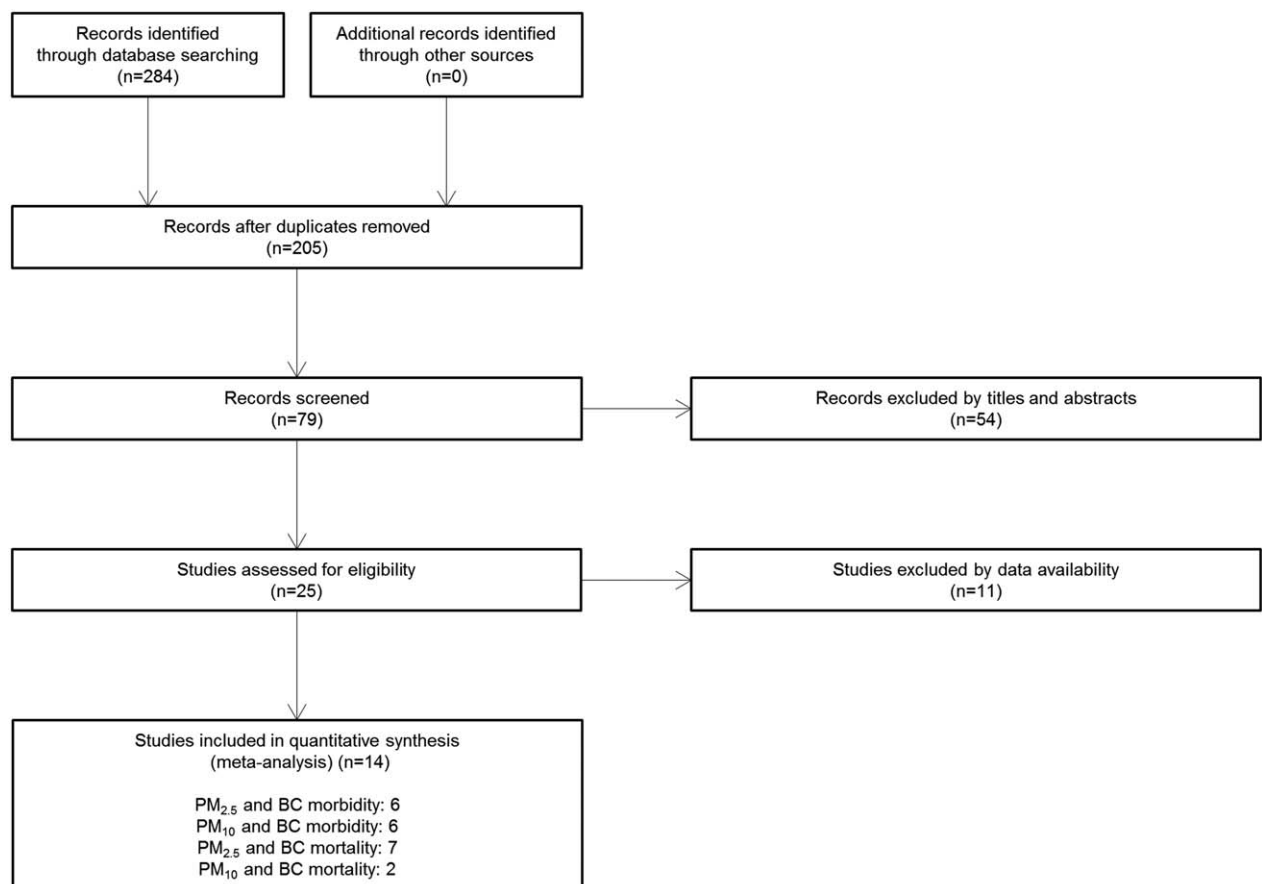 Records identified
through database searching
(n=284)
Additional records identified
through other sources
(n=0)
Records after duplicates removed
(n=205)
Records screened
(n=79)
Records excluded by titles and abstracts
(n=54)
Studies assessed for eligibility
(n=25)
Studies excluded by data availability
(n=11)
Studies included in quantitative synthesis
(meta-analysis) (n=14)
PM2.5 and BC morbidity: 6
PM10 and BC morbidity: 6
PM2.5 and BC mortality: 7
PM10 and BC mortality: 2